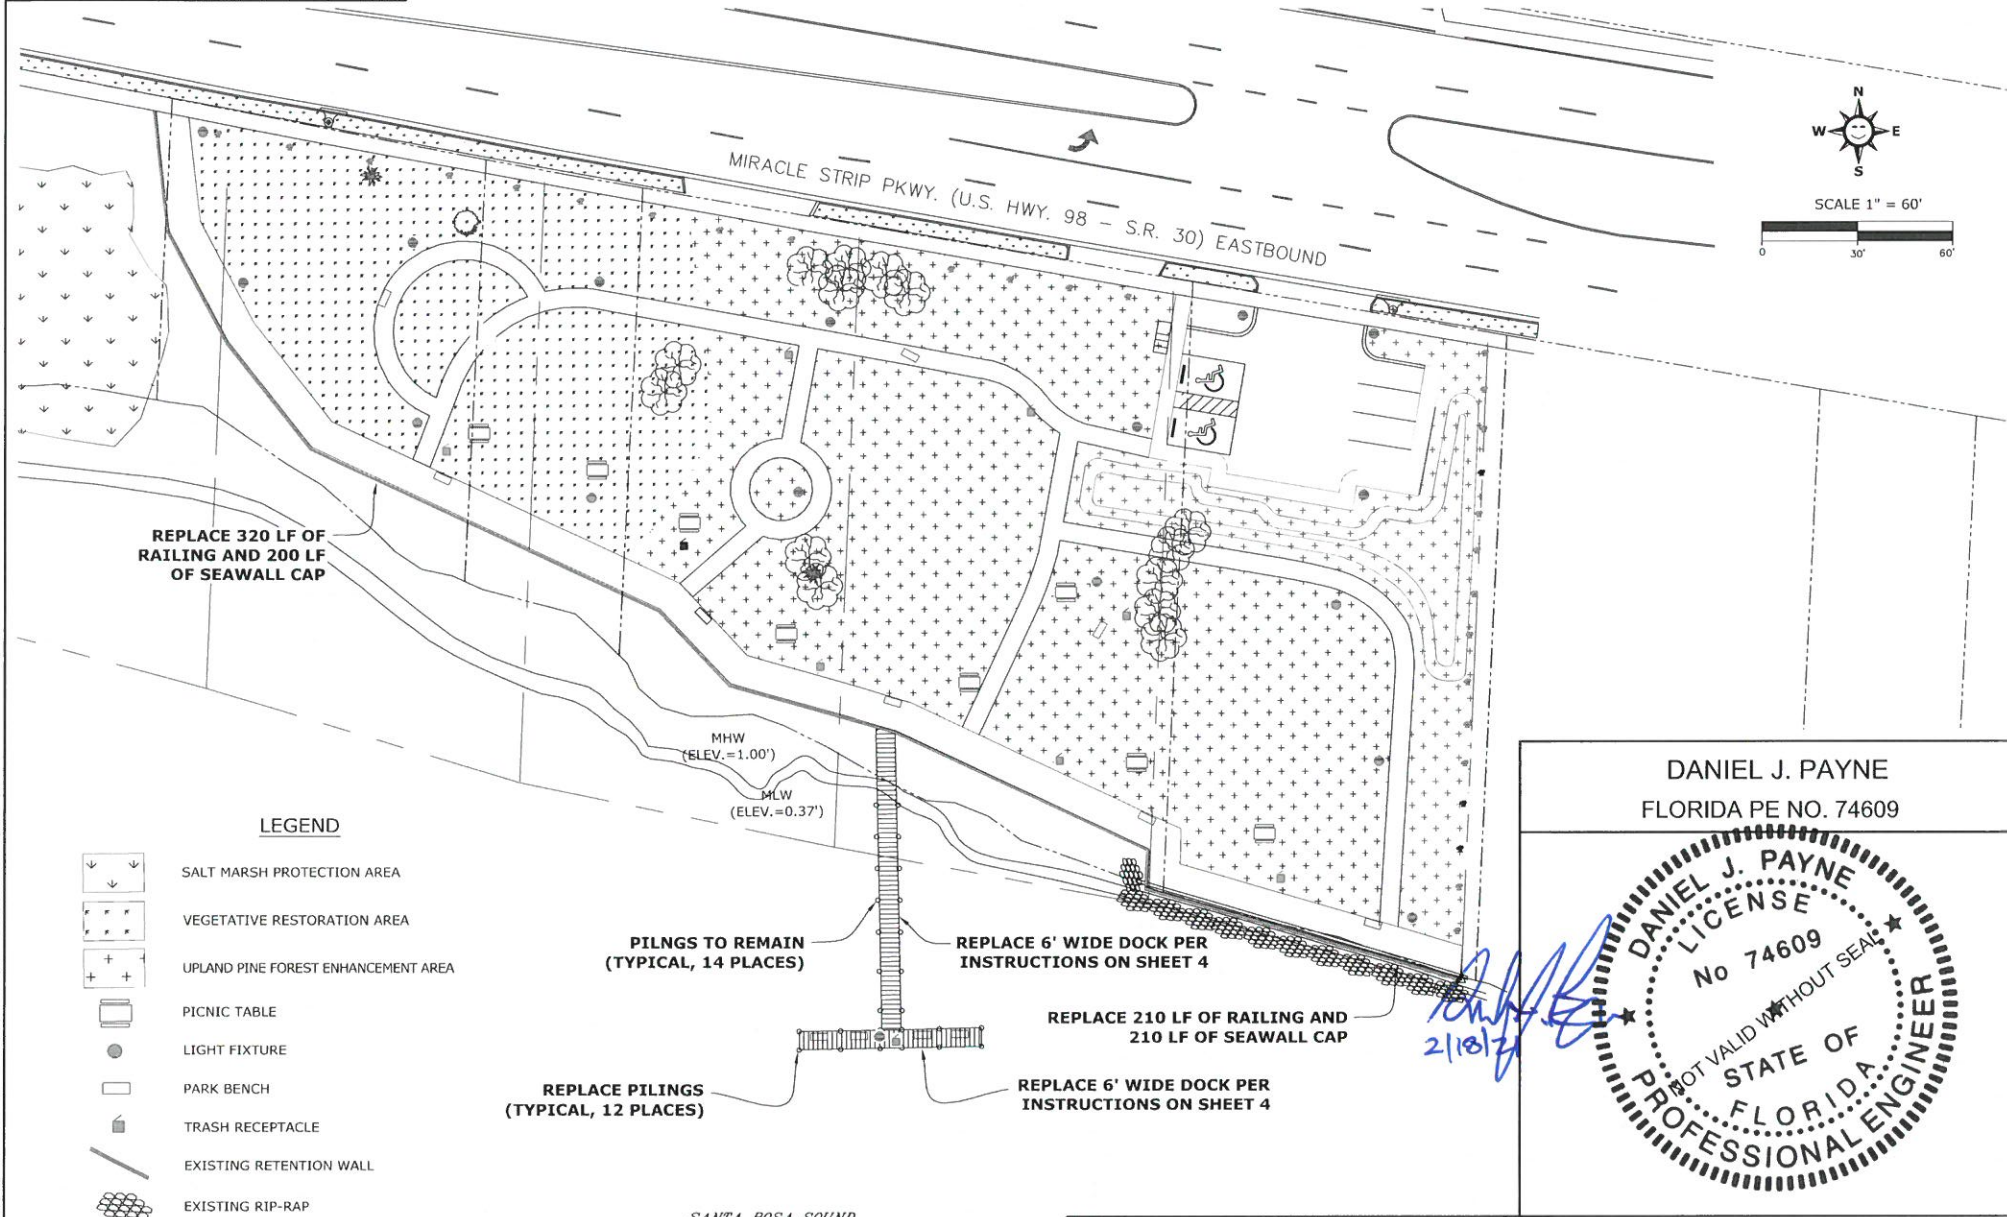 MIRACLE STRIP PKWY. (U.S. HWY. 98 - S.R. 30) EASTBOUND
N
W E
S
SCALE 1" = 60'
0 30' 60'
REPLACE 320 LF OF
RAILING AND 200 LF
OF SEAWALL CAP
MHW
(ELEV.=1.00')
MLW
(ELEV.=0.37')
LEGEND
SALT MARSH PROTECTION AREA
VEGETATIVE RESTORATION AREA
UPLAND PINE FOREST ENHANCEMENT AREA
PICNIC TABLE
LIGHT FIXTURE
PARK BENCH
TRASH RECEPTACLE
EXISTING RETENTION WALL
EXISTING RIP-RAP
PILNGS TO REMAIN
(TYPICAL, 14 PLACES)
REPLACE 6' WIDE DOCK PER
INSTRUCTIONS ON SHEET 4
REPLACE 210 LF OF RAILING AND
210 LF OF SEAWALL CAP
REPLACE PILINGS
(TYPICAL, 12 PLACES)
REPLACE 6' WIDE DOCK PER
INSTRUCTIONS ON SHEET 4
SANTA ROSA SOUND
DANIEL J. PAYNE
FLORIDA PE NO. 74609
DANIEL J. PAYNE
LICENSE
No 74609
NOT VALID WITHOUT SEAL
STATE OF
FLORIDA
PROFESSIONAL ENGINEER
2/18/21